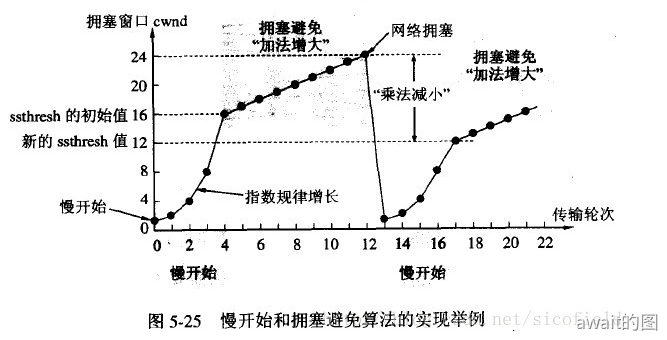 拥塞窗口 cwnd
拥塞避免
“加法增大”
网络拥塞
拥塞避免
“加法增大”
24
20
ssthresh 的初始值 16
“乘法减小”
新的 ssthresh 值 12
8
4
指数规律增长
慢开始
0
传输轮次
0 2 4 6 8 10 12 14 16 18 20 22
慢开始
慢开始
图 5-25 慢开始和拥塞避免算法的实现举例
.net/sicofield
await的图